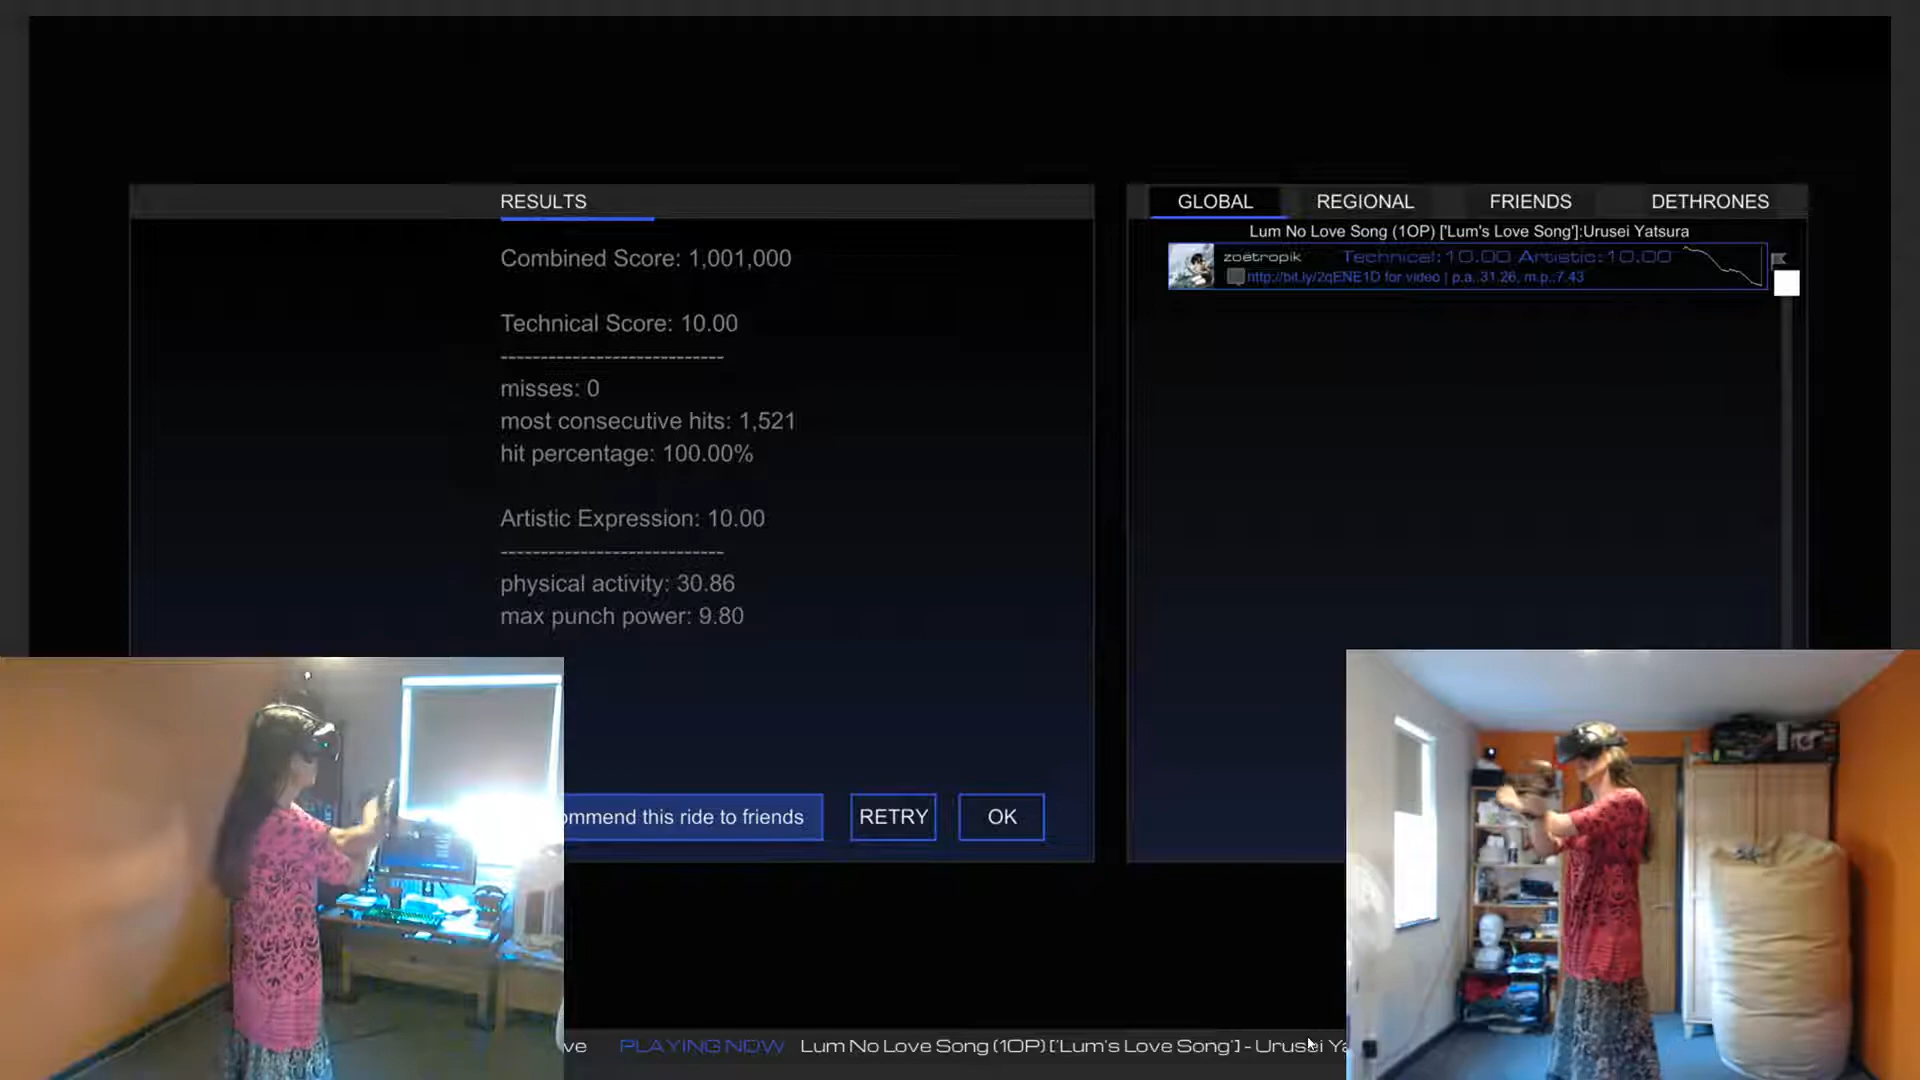 RESULTS
Combined Score: 1,001,000
Technical Score: 10.00
----------------------------
misses: 0
most consecutive hits: 1,521
hit percentage: 100.00%
Artistic Expression: 10.00
----------------------------
physical activity: 30.86
max punch power: 9.80
ommend this ride to friends
RETRY
OK
GLOBAL REGIONAL FRIENDS DETHRONES
Lum No Love Song (1OP) ['Lum's Love Song']:Urusei Yatsura
zoetropik Technical:10.00 Artistic:10.00
http://bit.ly/2qENE1D for video | p.a.:31.26, m.p.:7.43
ve PLAYING NOW Lum No Love Song (1OP) ['Lum's Love Song'] - Urusei Ya